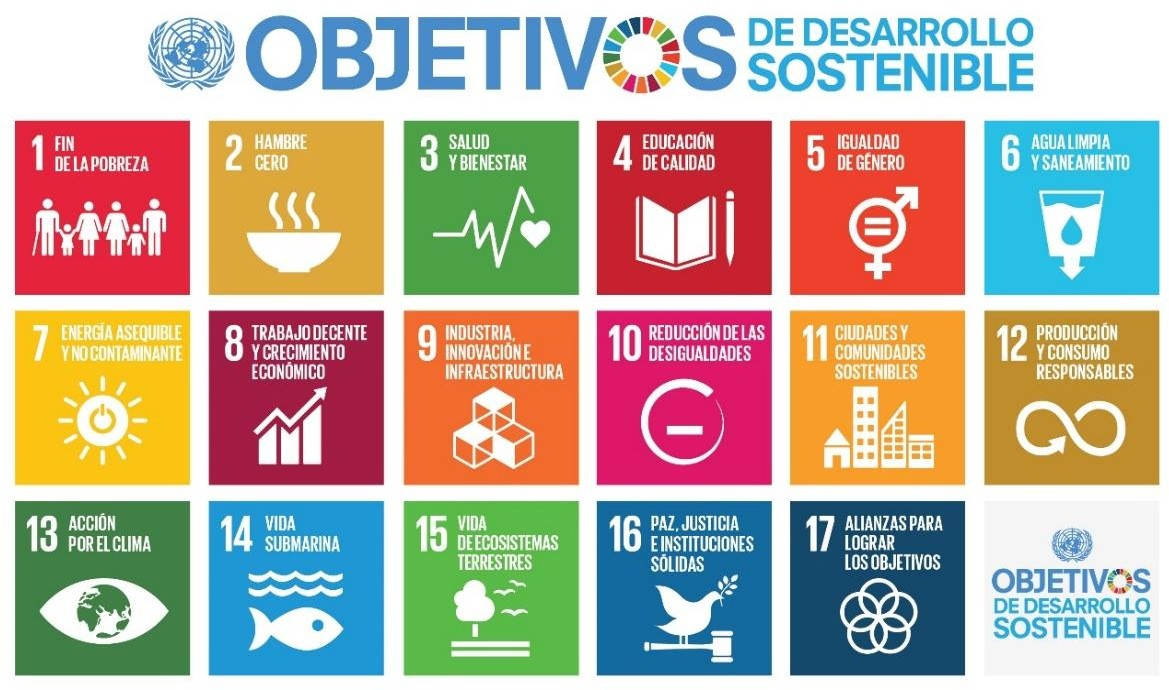 OBJETIVOS DE DESARROLLO
SOSTENIBLE
1 FIN
DE LA POBREZA
2 HAMBRE
CERO
3 SALUD
Y BIENESTAR
4 EDUCACIÓN
DE CALIDAD
5 IGUALDAD
DE GÉNERO
6 AGUA LIMPIA
Y SANEAMIENTO
7 ENERGÍA ASEQUIBLE
Y NO CONTAMINANTE
8 TRABAJO DECENTE
Y CRECIMIENTO
ECONÓMICO
9 INDUSTRIA,
INNOVACIÓN E
INFRAESTRUCTURA
10 REDUCCIÓN DE LAS
DESIGUALDADES
11 CIUDADES Y
COMUNIDADES
SOSTENIBLES
12 PRODUCCIÓN
Y CONSUMO
RESPONSABLES
13 ACCIÓN
POR EL CLIMA
14 VIDA
SUBMARINA
15 VIDA
DE ECOSISTEMAS
TERRESTRES
16 PAZ, JUSTICIA
E INSTITUCIONES
SÓLIDAS
17 ALIANZAS PARA
LOGRAR
LOS OBJETIVOS
OBJETIVOS
DE DESARROLLO
SOSTENIBLE